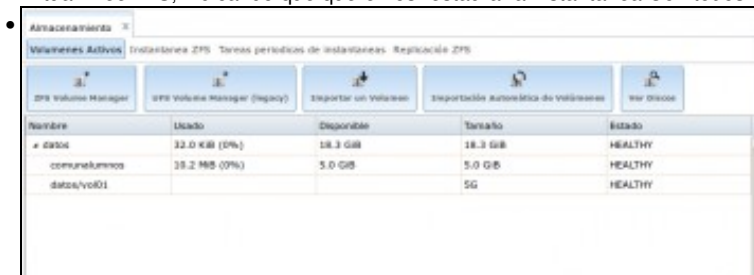 Almacenamiento
Volumenes Activos Instantanea ZFS Tareas periodicas de instantaneas Replicación ZFS
ZFS Volume Manager UFS Volume Manager (legacy) Importar un Volumen Importación Automática de Volúmenes Ver Discos
Nombre Usado Disponible Tamaño Estado
datos 32.0 KiB (0%) 18.3 GiB 18.3 GiB HEALTHY
comunalumnos 10.2 MiB (0%) 5.0 GiB 5.0 GiB HEALTHY
datos/vol01 5G HEALTHY